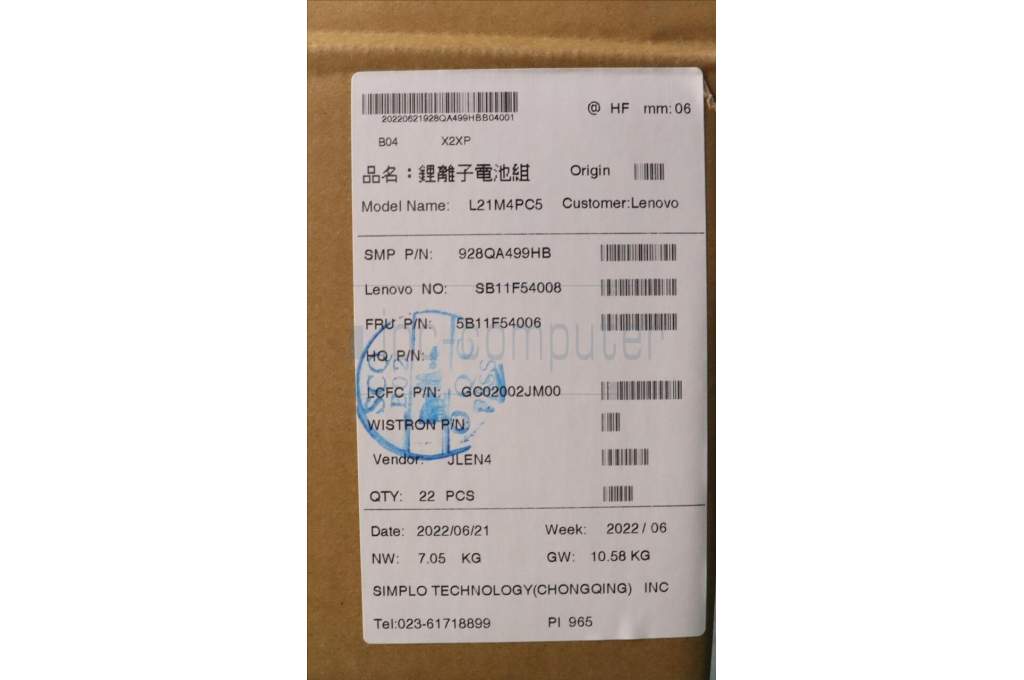 @ HF mm: 06
20220621928QA499HBB04001
B04 X2XP
品名：鋰離子電池組 Origin
Model Name: L21M4PC5 Customer:Lenovo
SMP P/N: 928QA499HB
Lenovo NO: SB11F54008
FRU P/N: 5B11F54006
computer
HQ P/N:
LCFC P/N: GC02002JM00
WISTRON P/N:
Vendor: JLEN4
QTY: 22 PCS
Date: 2022/06/21 Week: 2022 / 06
NW: 7.05 KG GW: 10.58 KG
SIMPLO TECHNOLOGY(CHONGQING) INC
Tel:023-61718899 PI 965